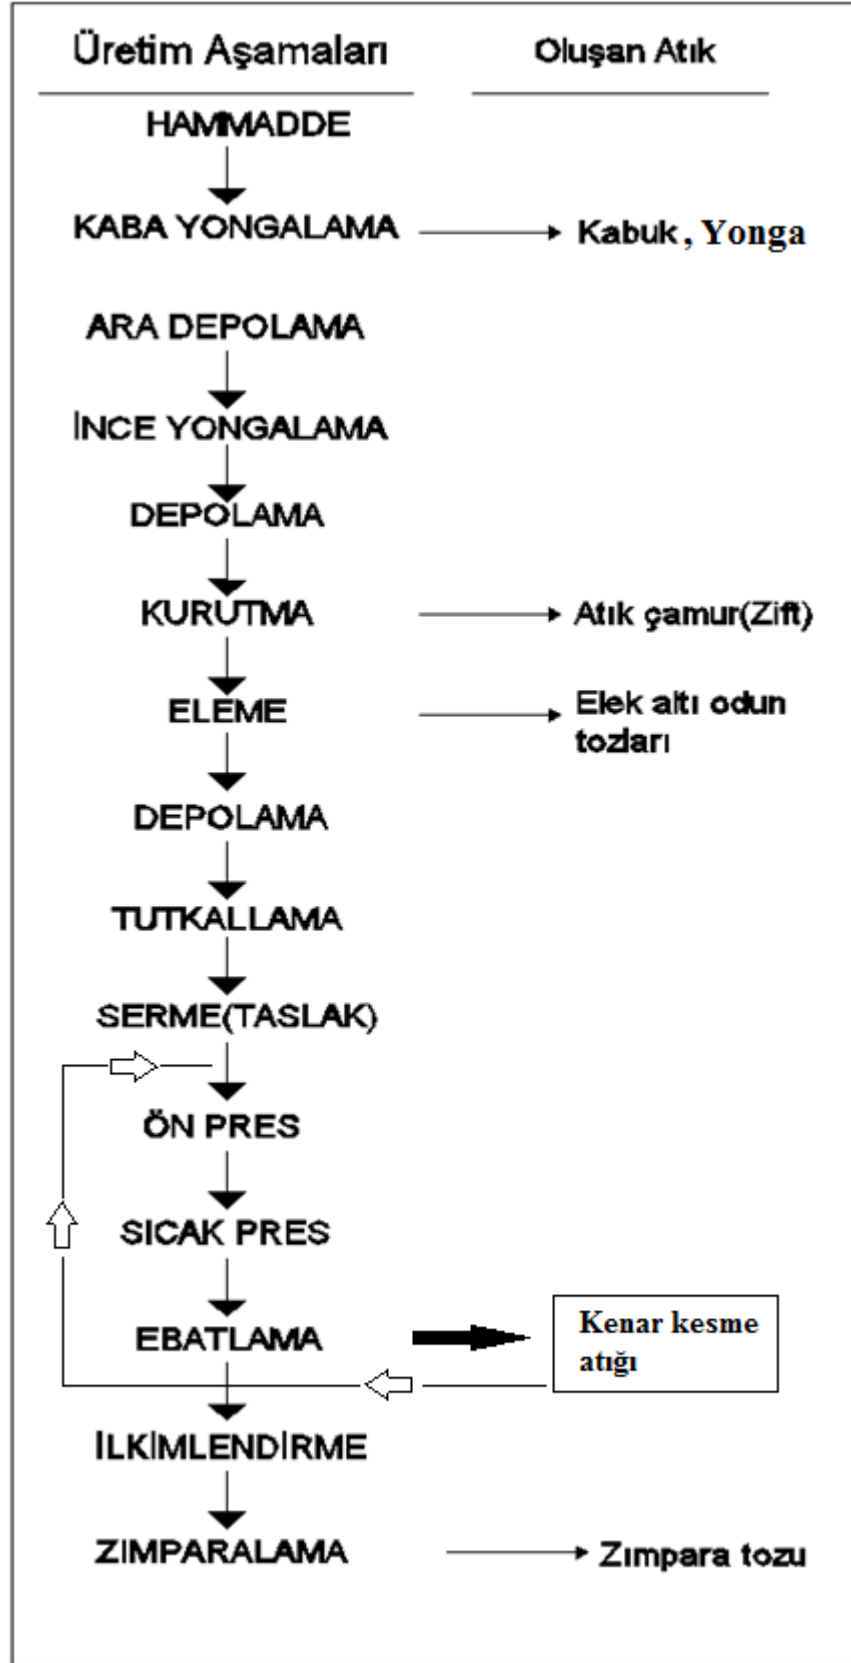 Üretim Aşamaları
Oluşan Atık
HAMMADDE
KABA YONGALAMA
Kabuk , Yonga
ARA DEPOLAMA
İNCE YONGALAMA
DEPOLAMA
KURUTMA
Atık çamur(Zift)
ELEME
Elek altı odun
tozları
DEPOLAMA
TUTKALLAMA
SERME(TASLAK)
ÖN PRES
SICAK PRES
EBATLAMA
Kenar kesme
atığı
İLKİMLENDİRME
ZIMPARALAMA
Zımpara tozu